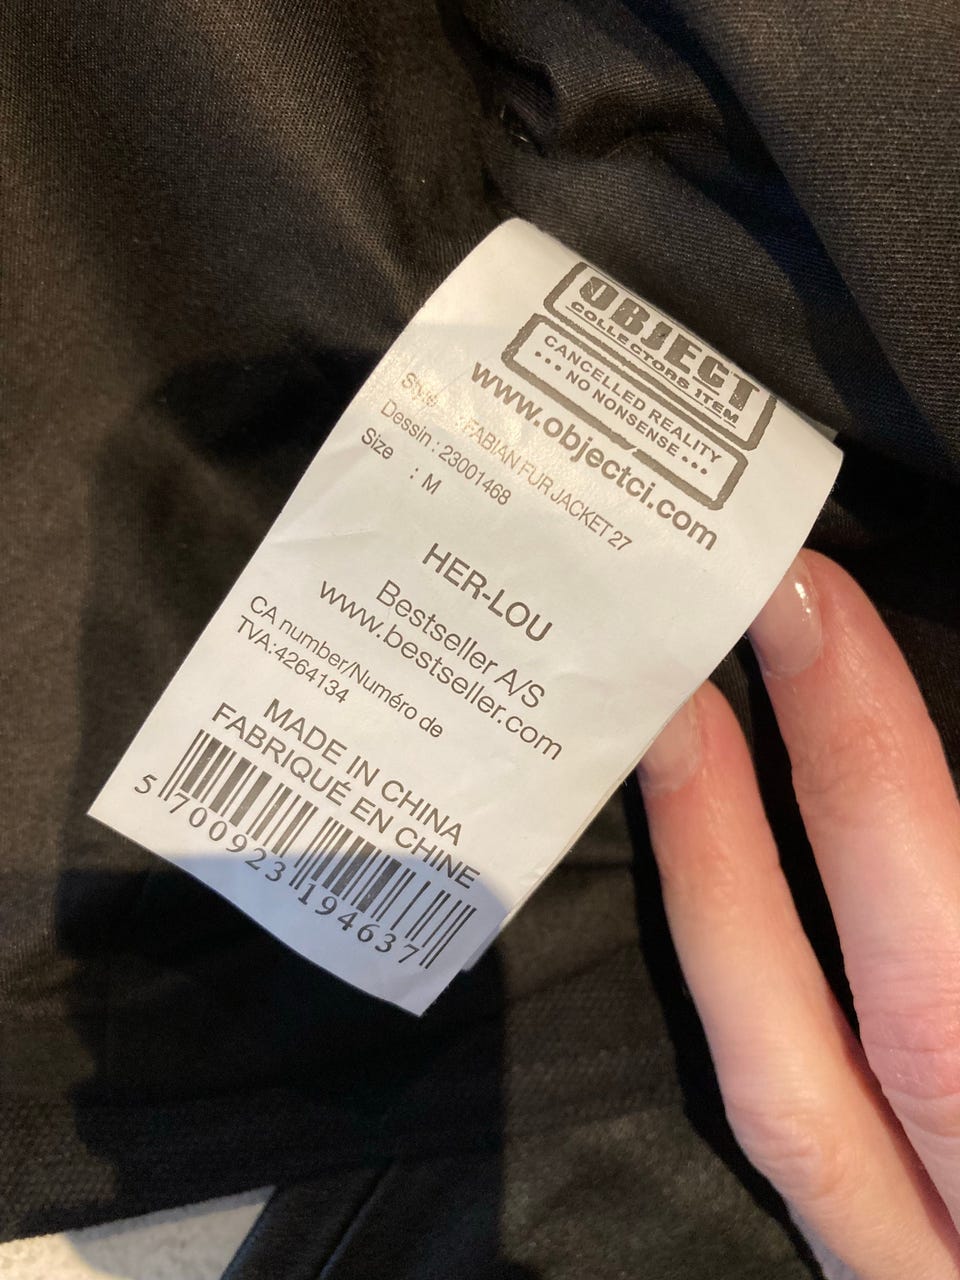 OBJECT
COLLECTORS ITEM
CANCELLED REALITY
••• NO NONSENSE •••
www.objectci.com
Style : FABIAN FUR JACKET 27
Dessin : 23001468
Size : M
HER-LOU
Bestseller A/S
www.bestseller.com
CA number/Numéro de
TVA:4264134
MADE IN CHINA
FABRIQUÉ EN CHINE
5 700923 194637